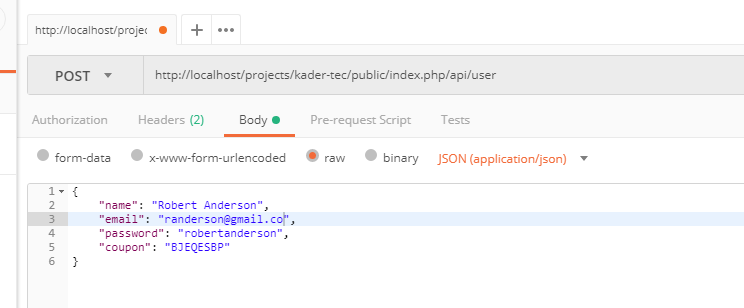 http://localhost/projec
POST http://localhost/projects/kader-tec/public/index.php/api/user
Authorization Headers (2) Body Pre-request Script Tests
form-data x-www-form-urlencoded raw binary JSON (application/json)
1 {
2 "name": "Robert Anderson",
3 "email": "randerson@gmail.co",
4 "password": "robertanderson",
5 "coupon": "BJEQESBP"
6 }